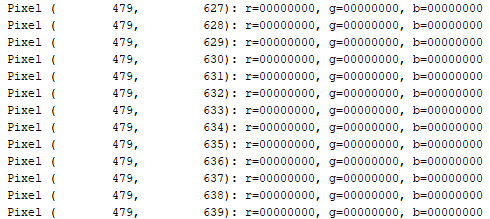 Pixel (        479,        627): r=00000000, g=00000000, b=00000000
Pixel (        479,        628): r=00000000, g=00000000, b=00000000
Pixel (        479,        629): r=00000000, g=00000000, b=00000000
Pixel (        479,        630): r=00000000, g=00000000, b=00000000
Pixel (        479,        631): r=00000000, g=00000000, b=00000000
Pixel (        479,        632): r=00000000, g=00000000, b=00000000
Pixel (        479,        633): r=00000000, g=00000000, b=00000000
Pixel (        479,        634): r=00000000, g=00000000, b=00000000
Pixel (        479,        635): r=00000000, g=00000000, b=00000000
Pixel (        479,        636): r=00000000, g=00000000, b=00000000
Pixel (        479,        637): r=00000000, g=00000000, b=00000000
Pixel (        479,        638): r=00000000, g=00000000, b=00000000
Pixel (        479,        639): r=00000000, g=00000000, b=00000000